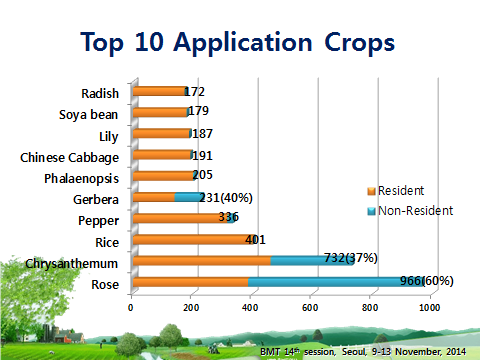 Top 10 Application Crops
Radish 172
Soya bean 179
Lily 187
Chinese Cabbage 191
Phalaenopsis 205
Gerbera 231(40%)
Pepper 336
Rice 401
Chrysanthemum 732(37%)
Rose 966(60%)
Resident
Non-Resident
0 200 400 600 800 1000
BMT 14th session, Seoul, 9-13 November, 2014